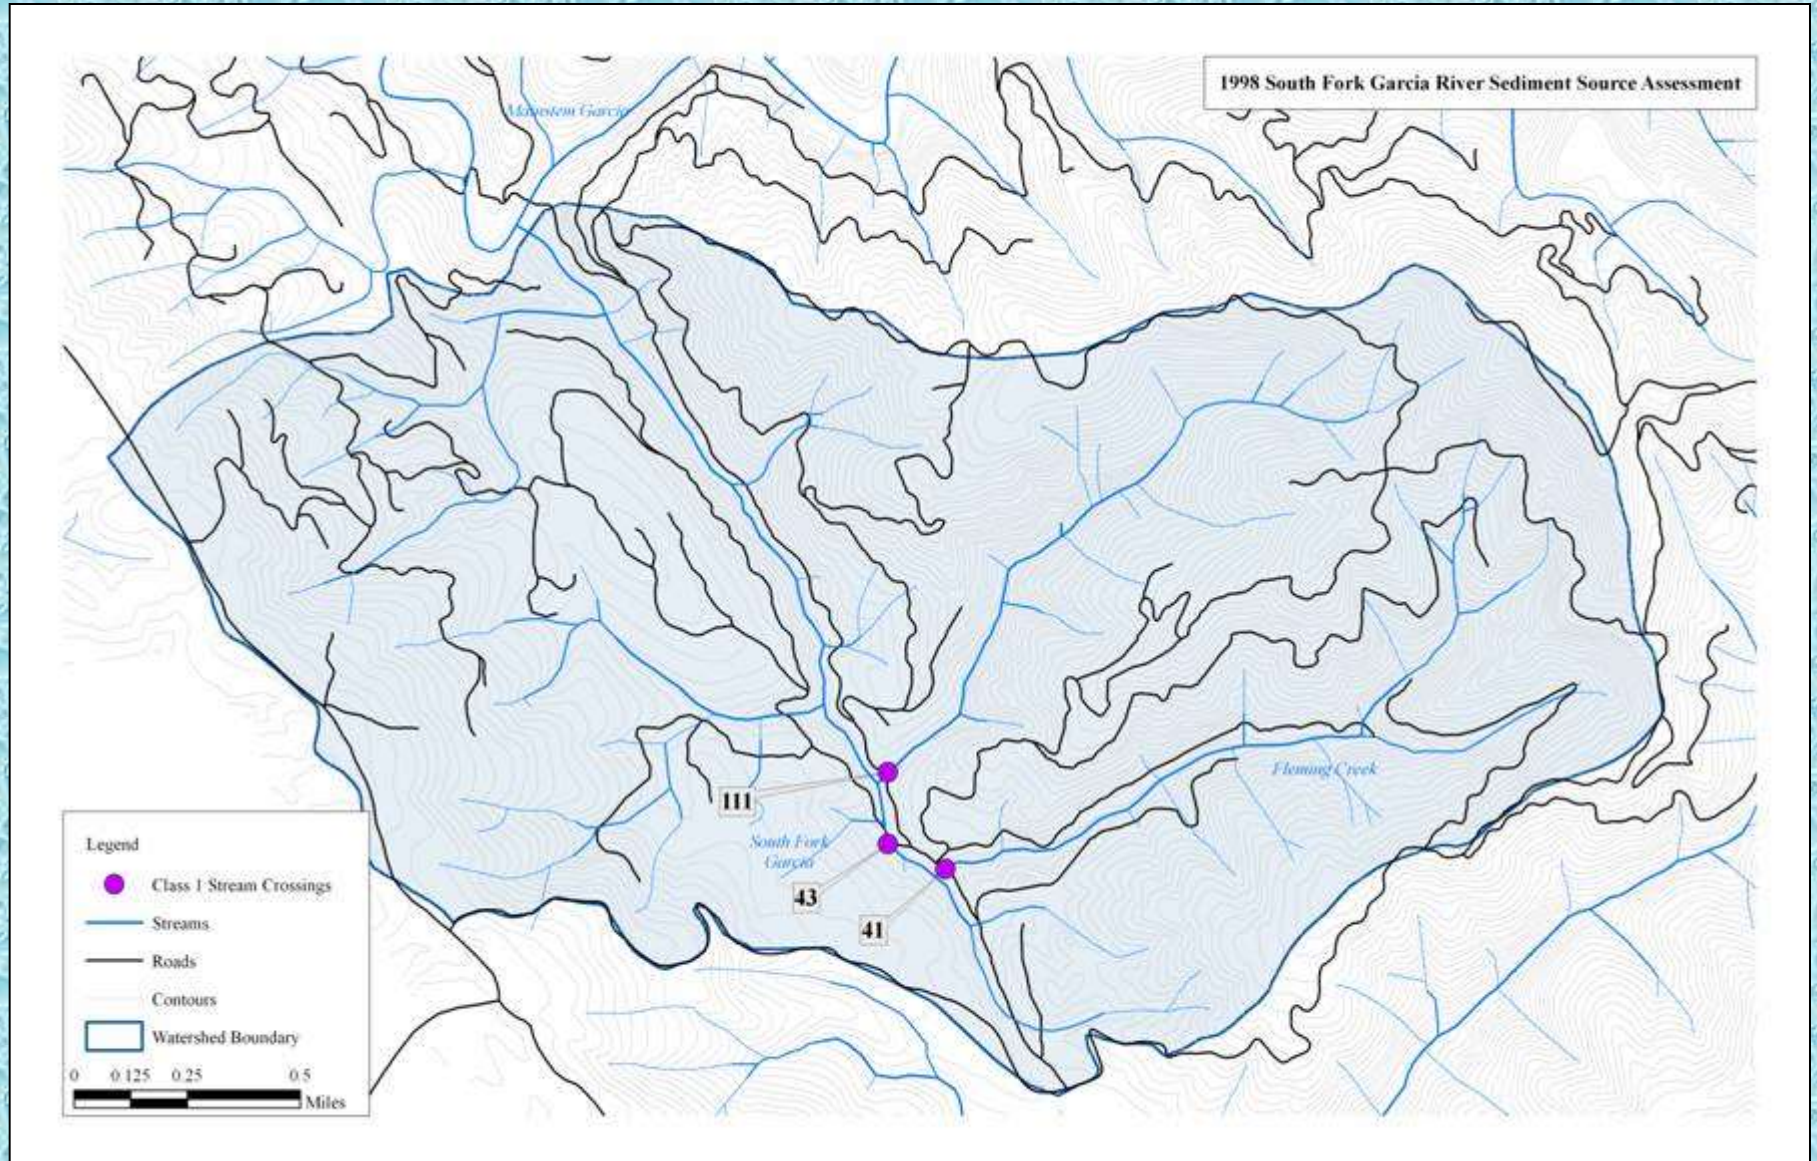 1998 South Fork Garcia River Sediment Source Assessment
Mainstem Garcia
Fleming Creek
111
South Fork
Garcia
43
41
Legend
Class 1 Stream Crossings
Streams
Roads
Contours
Watershed Boundary
0 0.125 0.25 0.5
Miles